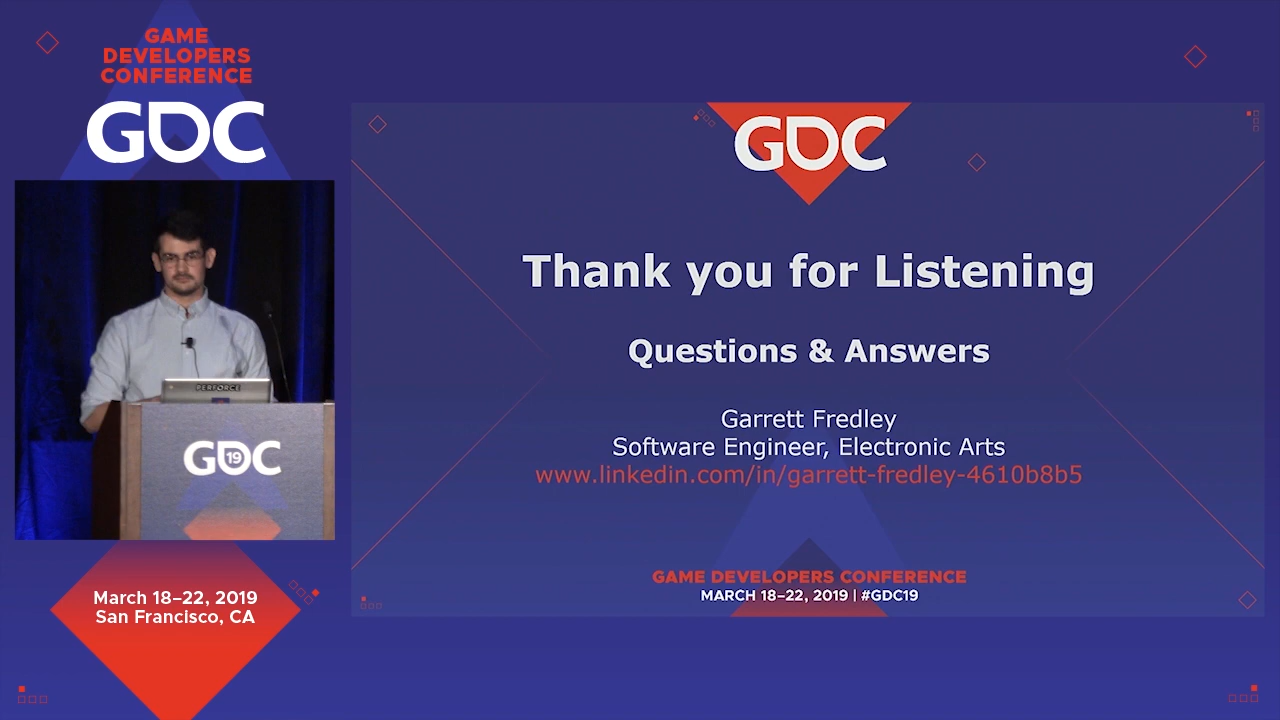 GAME
DEVELOPERS
CONFERENCE
GDC
PERFORCE
GDC
19
March 18–22, 2019
San Francisco, CA
GDC
Thank you for Listening
Questions & Answers
Garrett Fredley
Software Engineer, Electronic Arts
www.linkedin.com/in/garrett-fredley-4610b8b5
GAME DEVELOPERS CONFERENCE
MARCH 18–22, 2019 | #GDC19